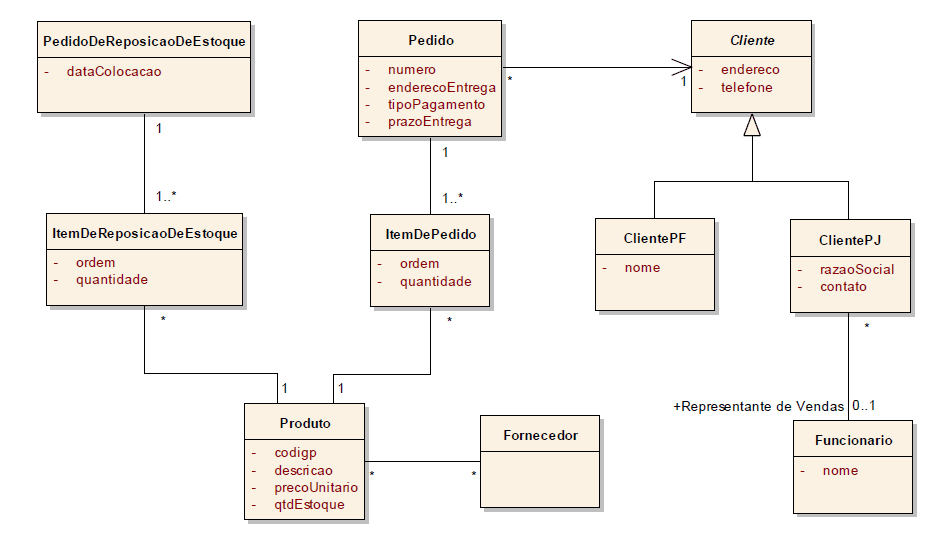 PedidoDeReposicaoDeEstoque
- dataColocacao
1
1..*
ItemDeReposicaoDeEstoque
- ordem
- quantidade
*
1
Pedido
- numero
- enderecoEntrega
- tipoPagamento
- prazoEntrega
*
1
1
1..*
ItemDePedido
- ordem
- quantidade
*
1
Cliente
- endereco
- telefone
ClientePF
- nome
ClientePJ
- razaoSocial
- contato
*
+Representante de Vendas 0..1
Funcionario
- nome
Produto
- codigp
- descricao
- precoUnitario
- qtdEstoque
*
*
Fornecedor